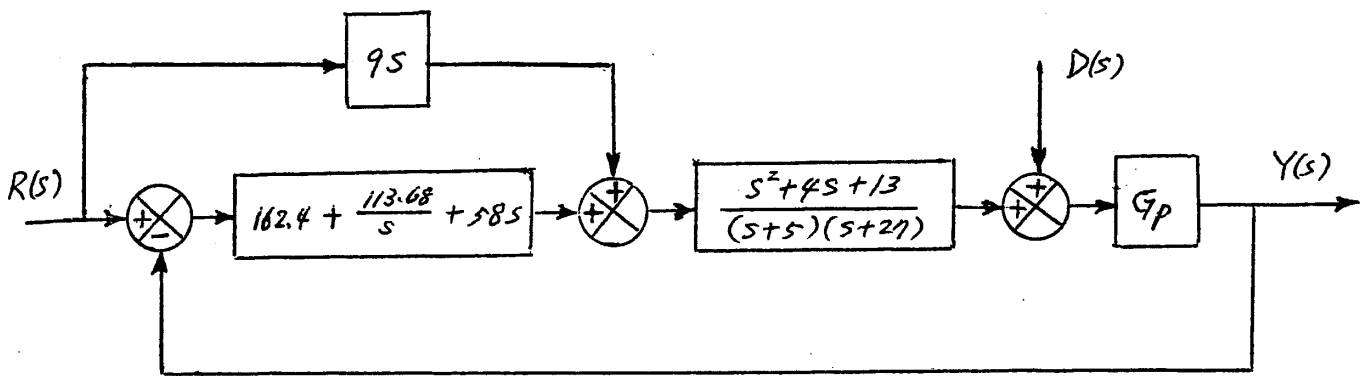 9s
D(s)
R(s)
162.4 + 113.68/s + 58s
s²+4s+13
(s+5)(s+27)
Gp
Y(s)
+
−
+
+
+
+